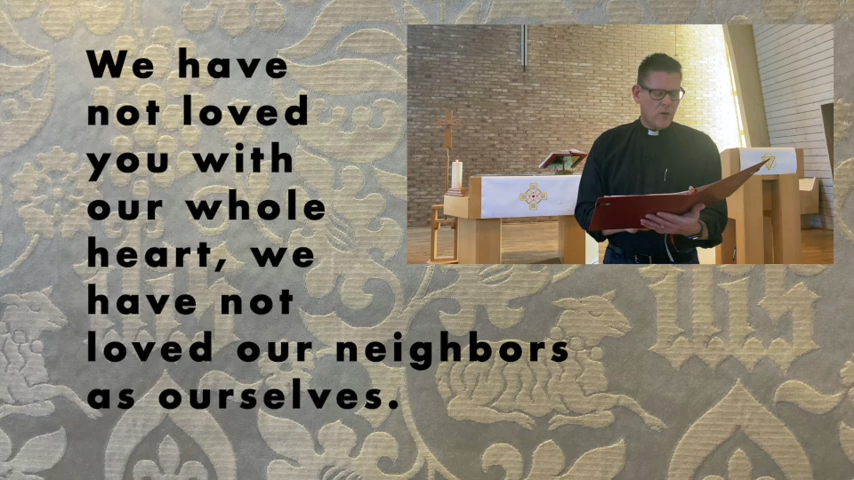 We have
not loved
you with
our whole
heart, we
have not
loved our neighbors
as ourselves.